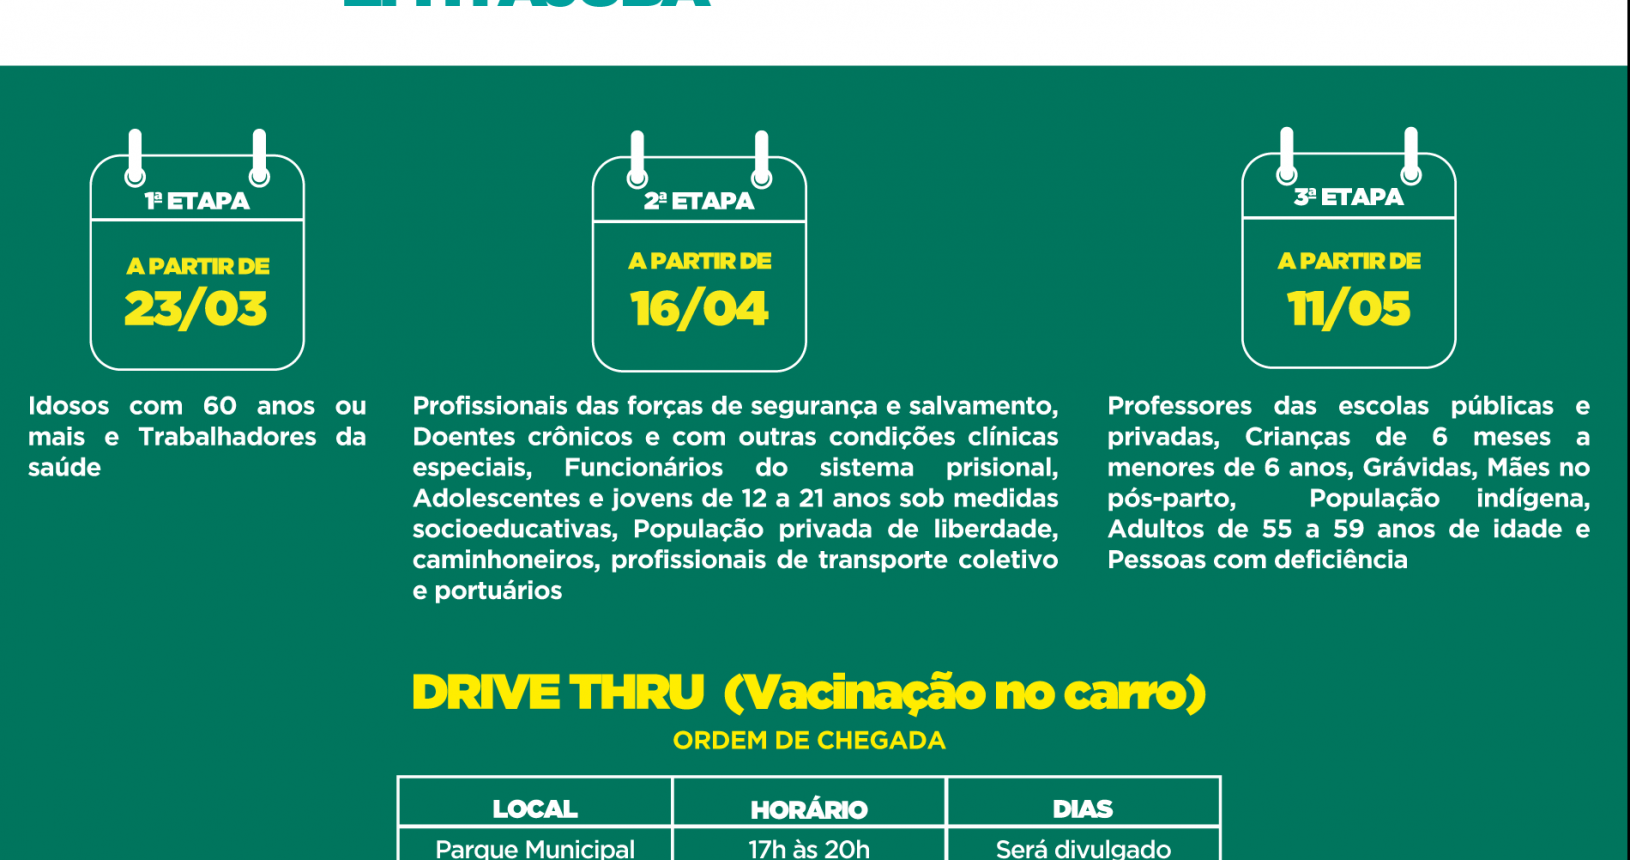 1ª ETAPA
A PARTIR DE
23/03
Idosos com 60 anos ou
mais e Trabalhadores da
saúde
2ª ETAPA
A PARTIR DE
16/04
Profissionais das forças de segurança e salvamento,
Doentes crônicos e com outras condições clínicas
especiais, Funcionários do sistema prisional,
Adolescentes e jovens de 12 a 21 anos sob medidas
socioeducativas, População privada de liberdade,
caminhoneiros, profissionais de transporte coletivo
e portuários
3ª ETAPA
A PARTIR DE
11/05
Professores das escolas públicas e
privadas, Crianças de 6 meses a
menores de 6 anos, Grávidas, Mães no
pós-parto, População indígena,
Adultos de 55 a 59 anos de idade e
Pessoas com deficiência
DRIVE THRU (Vacinação no carro)
ORDEM DE CHEGADA
LOCAL HORÁRIO DIAS
Parque Municipal 17h às 20h Será divulgado